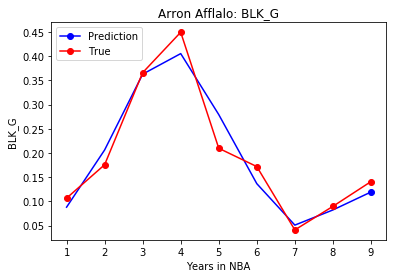 Arron Afflalo: BLK_G
Prediction
True
0.45
0.40
0.35
0.30
0.25
0.20
0.15
0.10
0.05
BLK_G
1 2 3 4 5 6 7 8 9
Years in NBA